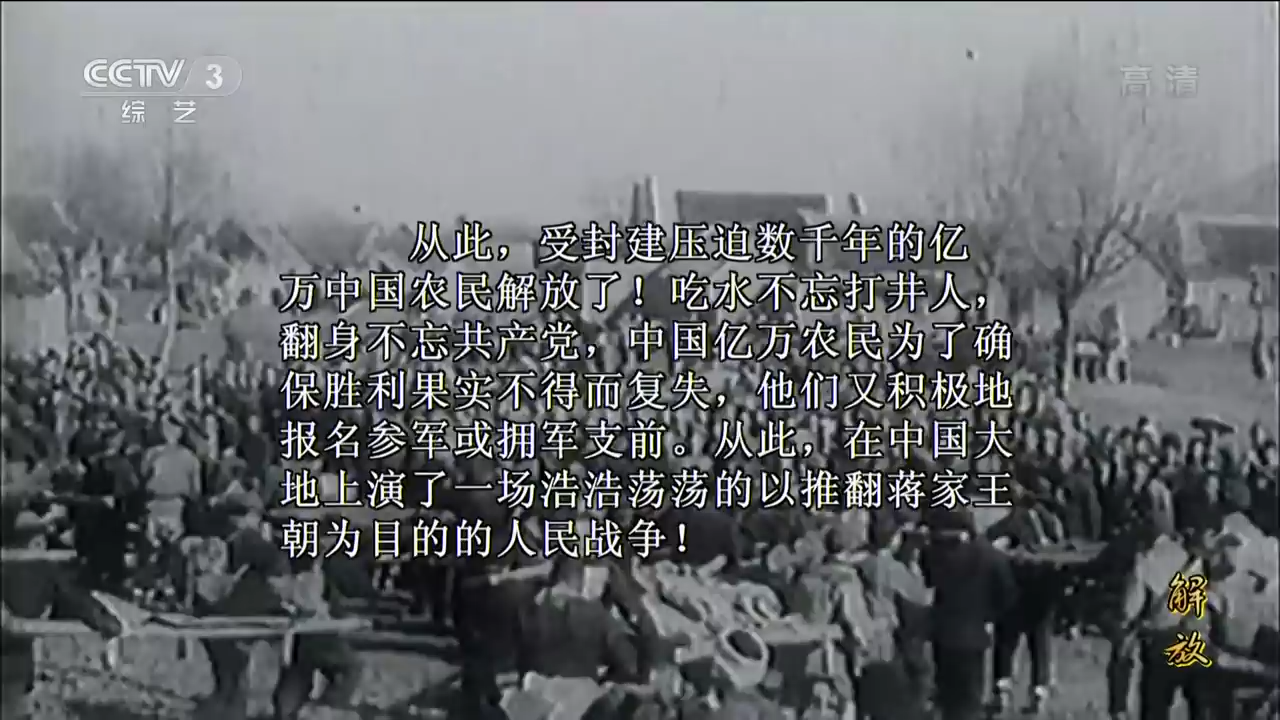 CCTV 3
综艺
高清
从此，受封建压迫数千年的亿
万中国农民解放了！吃水不忘打井人，
翻身不忘共产党，中国亿万农民为了确
保胜利果实不得而复失，他们又积极地
报名参军或拥军支前。从此，在中国大
地上演了一场浩浩荡荡的以推翻蒋家王
朝为目的的人民战争！
解放